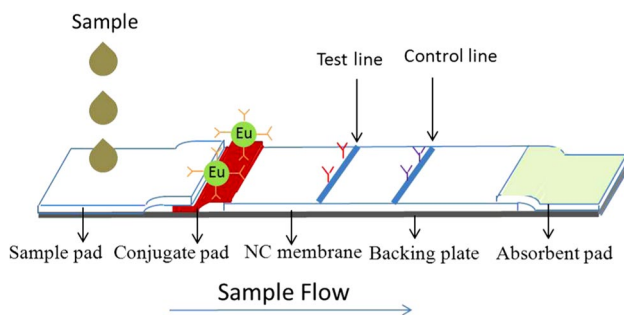 Sample
Test line
Control line
Eu
Eu
Sample pad
Conjugate pad
NC membrane
Backing plate
Absorbent pad
Sample Flow